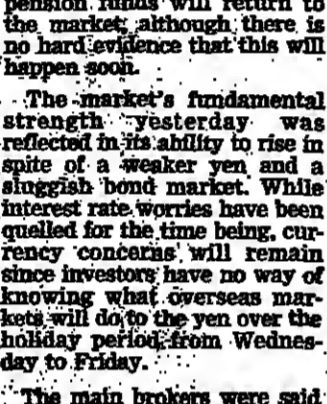 pension funds will return to
the market, although there is
no hard evidence that this will
happen soon.
The market's fundamental
strength yesterday was
reflected in its ability to rise in
spite of a weaker yen and a
sluggish bond market. While
interest rate worries have been
quelled for the time being, cur-
rency concerns will remain
since investors have no way of
knowing what overseas mar-
kets will do to the yen over the
holiday period from Wednes-
day to Friday.
The main brokers were said